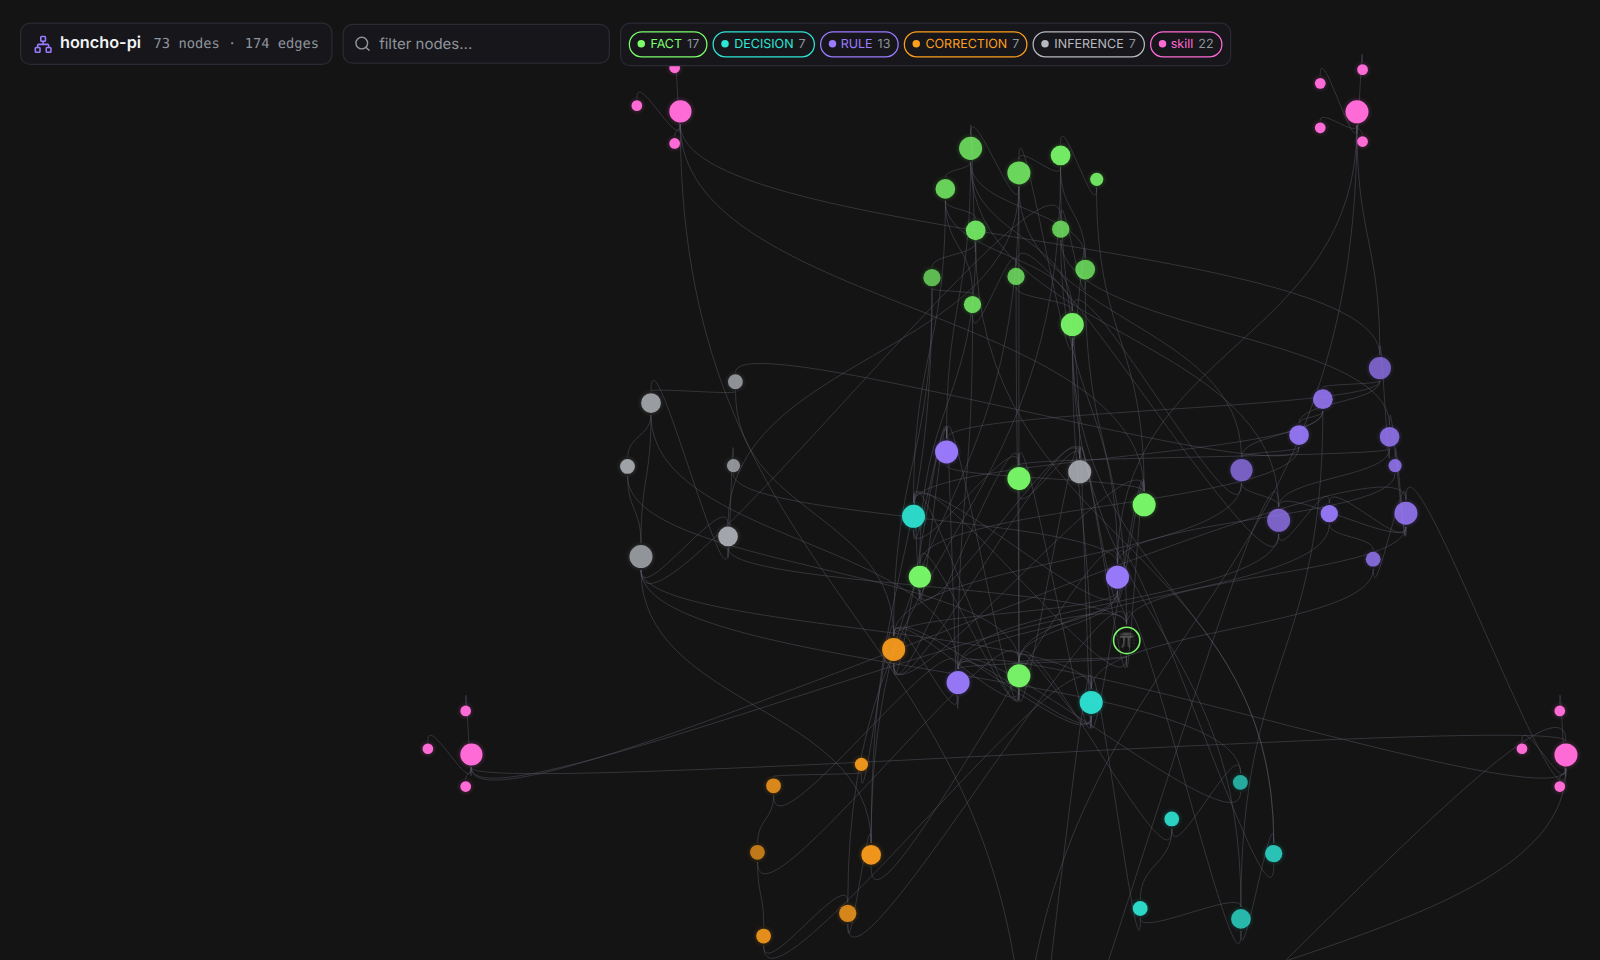 honcho-pi 73 nodes · 174 edges
filter nodes...
FACT 17
DECISION 7
RULE 13
CORRECTION 7
INFERENCE 7
skill 22